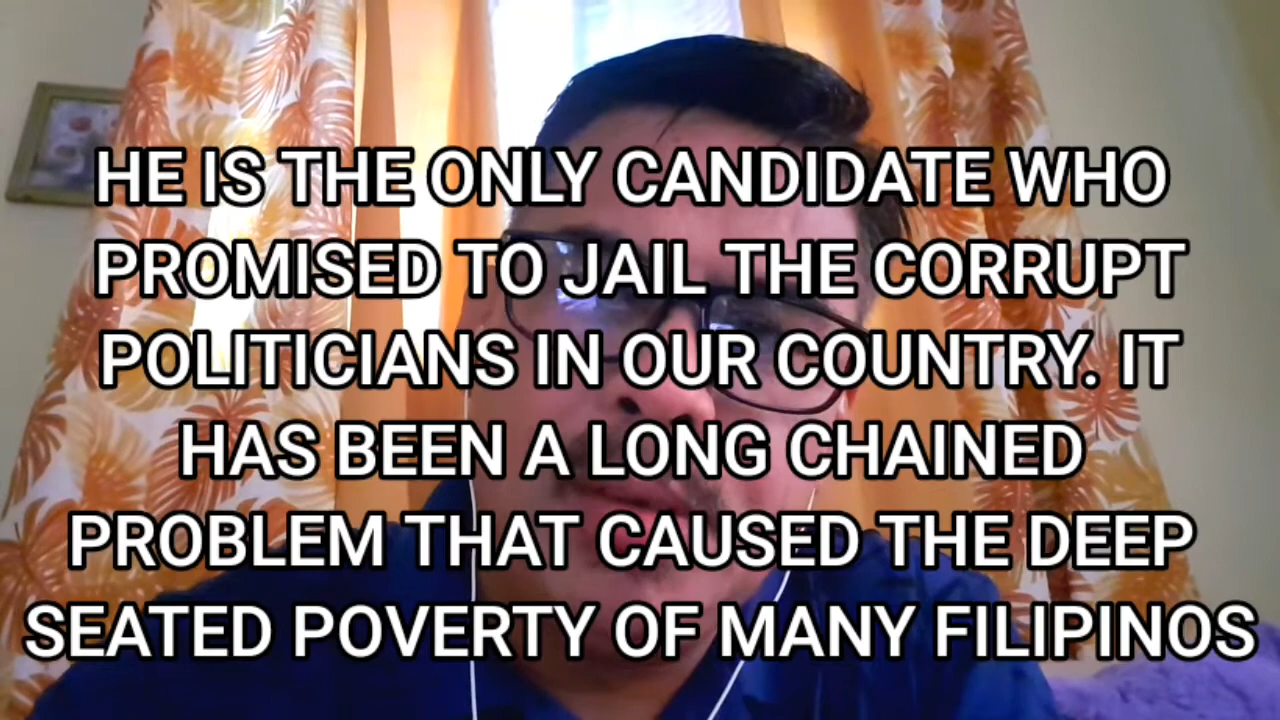 HE IS THE ONLY CANDIDATE WHO
PROMISED TO JAIL THE CORRUPT
POLITICIANS IN OUR COUNTRY. IT
HAS BEEN A LONG CHAINED
PROBLEM THAT CAUSED THE DEEP
SEATED POVERTY OF MANY FILIPINOS